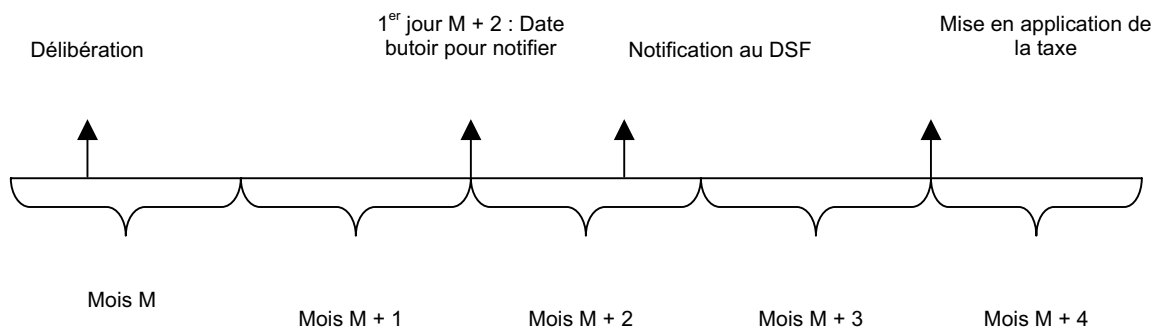 Délibération
1er jour M + 2 : Date
butoir pour notifier
Notification au DSF
Mise en application de
la taxe
Mois M
Mois M + 1
Mois M + 2
Mois M + 3
Mois M + 4